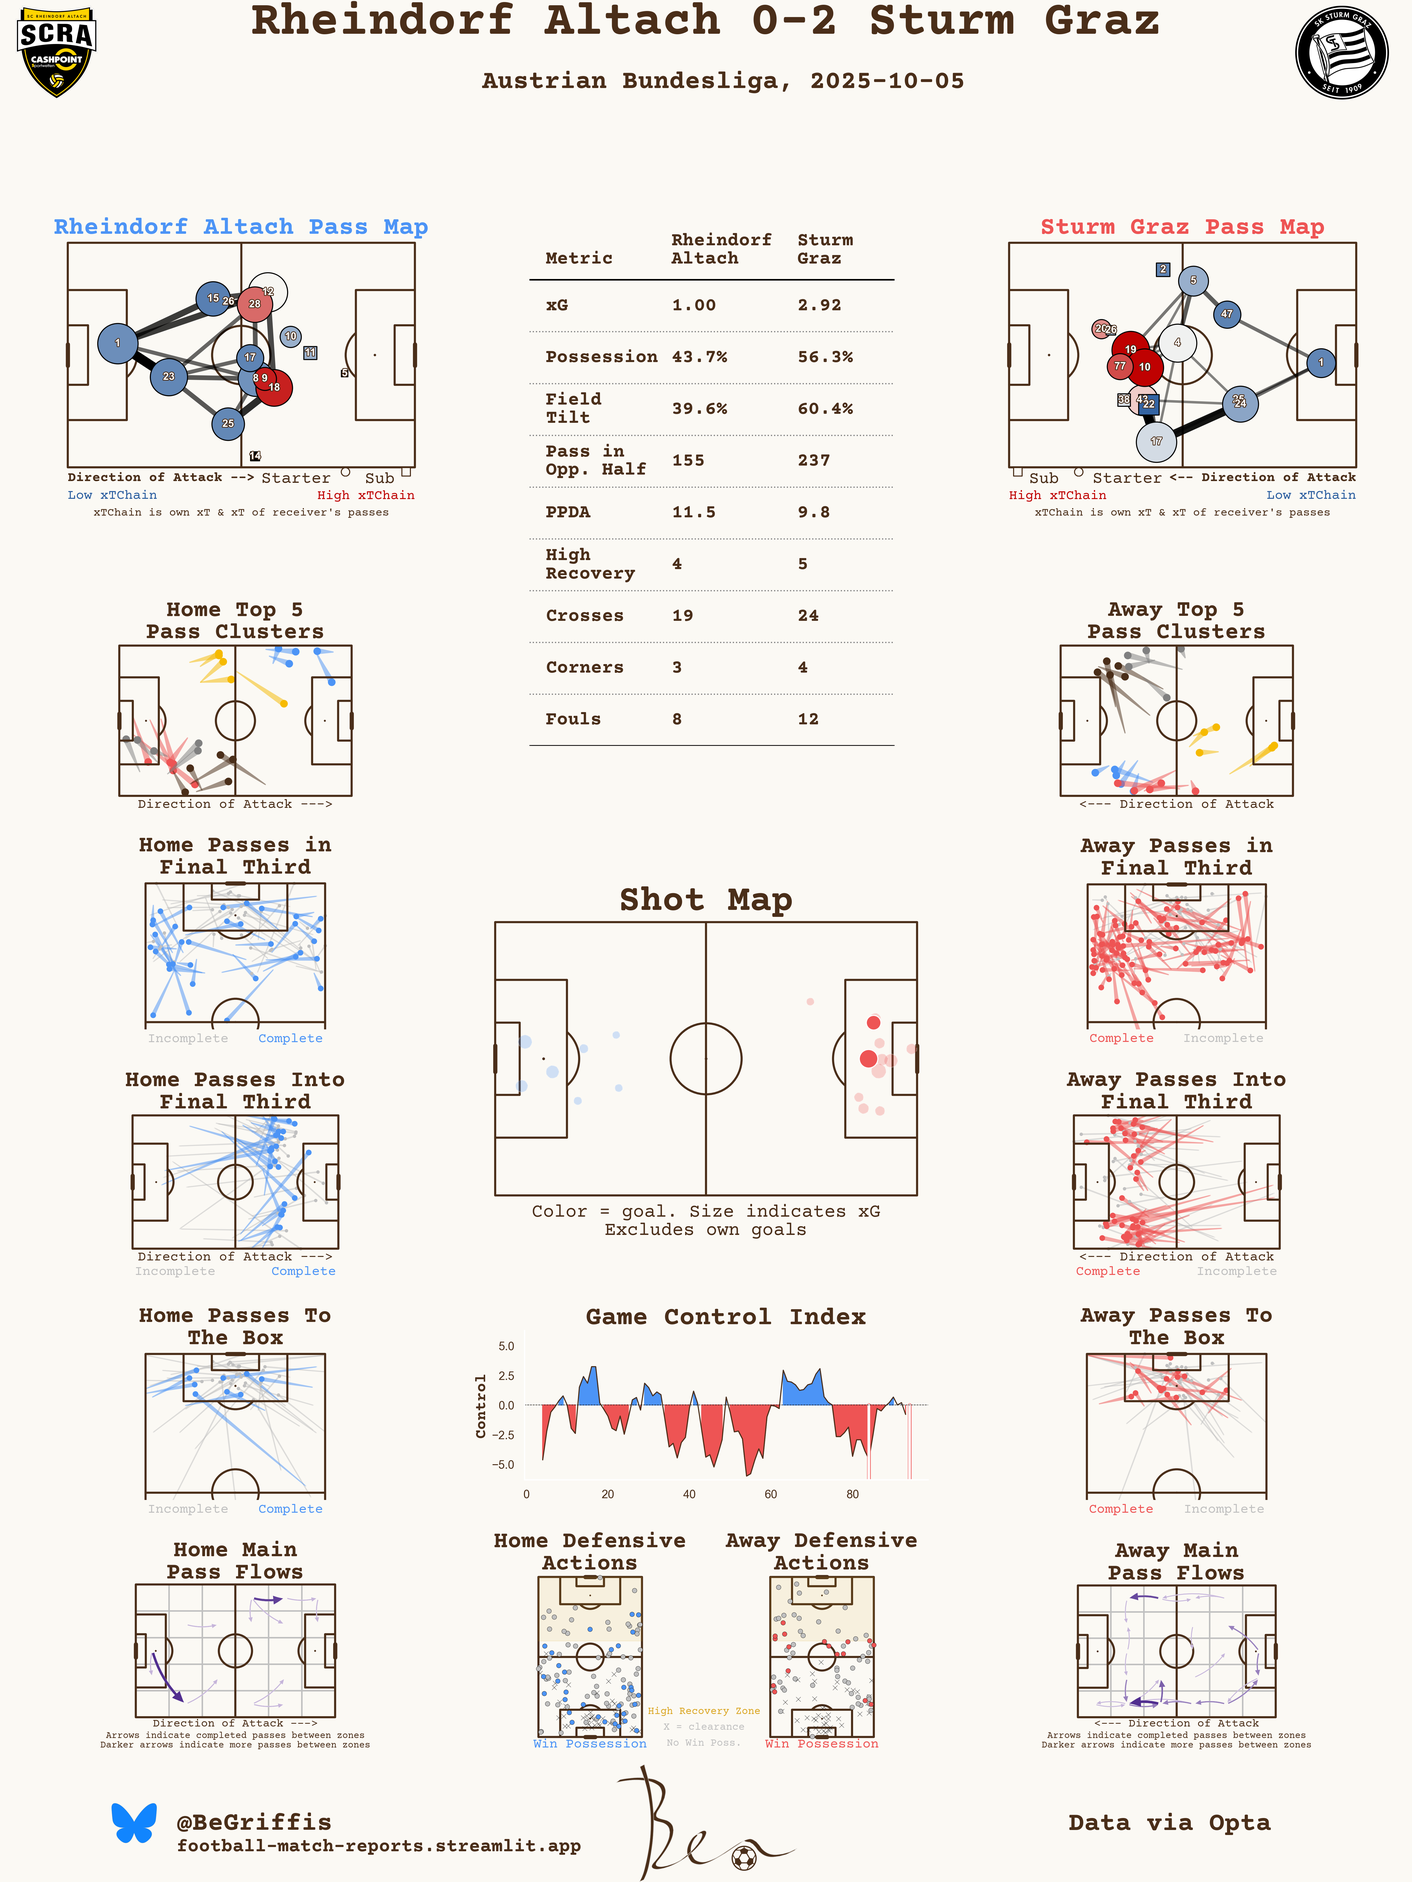 Rheindorf Altach 0-2 Sturm Graz
Austrian Bundesliga, 2025-10-05
SC RHEINDORF ALTACH
SCRA
CASHPOINT
SK STURM GRAZ
SEIT 1909
Rheindorf Altach Pass Map
1
15
26
12
28
10
11
5
17
23
8
9
18
25
14
Direction of Attack --> Starter Sub
Low xTChain High xTChain
xTChain is own xT & xT of receiver's passes
Metric Rheindorf Altach Sturm Graz
xG 1.00 2.92
Possession 43.7% 56.3%
Field Tilt 39.6% 60.4%
Pass in Opp. Half 155 237
PPDA 11.5 9.8
High Recovery 4 5
Crosses 19 24
Corners 3 4
Fouls 8 12
Sturm Graz Pass Map
2
5
47
20
26
19
4
77
10
1
38
22
24
17
Sub Starter <-- Direction of Attack
High xTChain Low xTChain
xTChain is own xT & xT of receiver's passes
Home Top 5
Pass Clusters
Direction of Attack --->
Away Top 5
Pass Clusters
<--- Direction of Attack
Home Passes in
Final Third
Incomplete Complete
Shot Map
Color = goal. Size indicates xG
Excludes own goals
Away Passes in
Final Third
Complete Incomplete
Home Passes Into
Final Third
Direction of Attack --->
Incomplete Complete
Away Passes Into
Final Third
<--- Direction of Attack
Complete Incomplete
Home Passes To
The Box
Incomplete Complete
Game Control Index
Control
5.0
2.5
0.0
−2.5
−5.0
0 20 40 60 80
Away Passes To
The Box
Complete Incomplete
Home Main
Pass Flows
Direction of Attack --->
Arrows indicate completed passes between zones
Darker arrows indicate more passes between zones
Home Defensive
Actions
Win Possession
High Recovery Zone
X = clearance
No Win Poss.
Away Defensive
Actions
Win Possession
Away Main
Pass Flows
<--- Direction of Attack
Arrows indicate completed passes between zones
Darker arrows indicate more passes between zones
@BeGriffis
football-match-reports.streamlit.app
Ben
Data via Opta